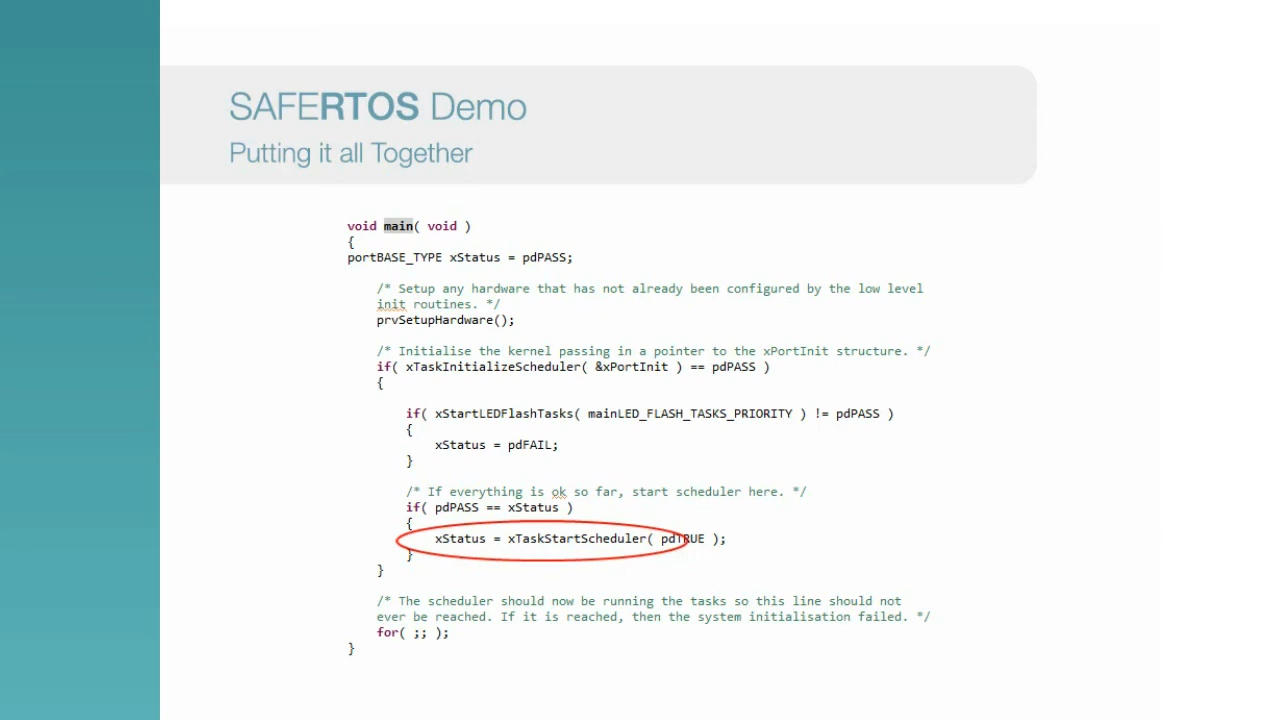 SAFERTOS Demo
Putting it all Together
void main( void )
{
portBASE_TYPE xStatus = pdPASS;
/* Setup any hardware that has not already been configured by the low level
init routines. */
prvSetupHardware();
/* Initialise the kernel passing in a pointer to the xPortInit structure. */
if( xTaskInitializeScheduler( &xPortInit ) == pdPASS )
{
if( xStartLEDFlashTasks( mainLED_FLASH_TASKS_PRIORITY ) != pdPASS )
{
xStatus = pdFAIL;
}
/* If everything is ok so far, start scheduler here. */
if( pdPASS == xStatus )
{
xStatus = xTaskStartScheduler( pdTRUE );
}
}
/* The scheduler should now be running the tasks so this line should not
ever be reached. If it is reached, then the system initialisation failed. */
for( ;; );
}